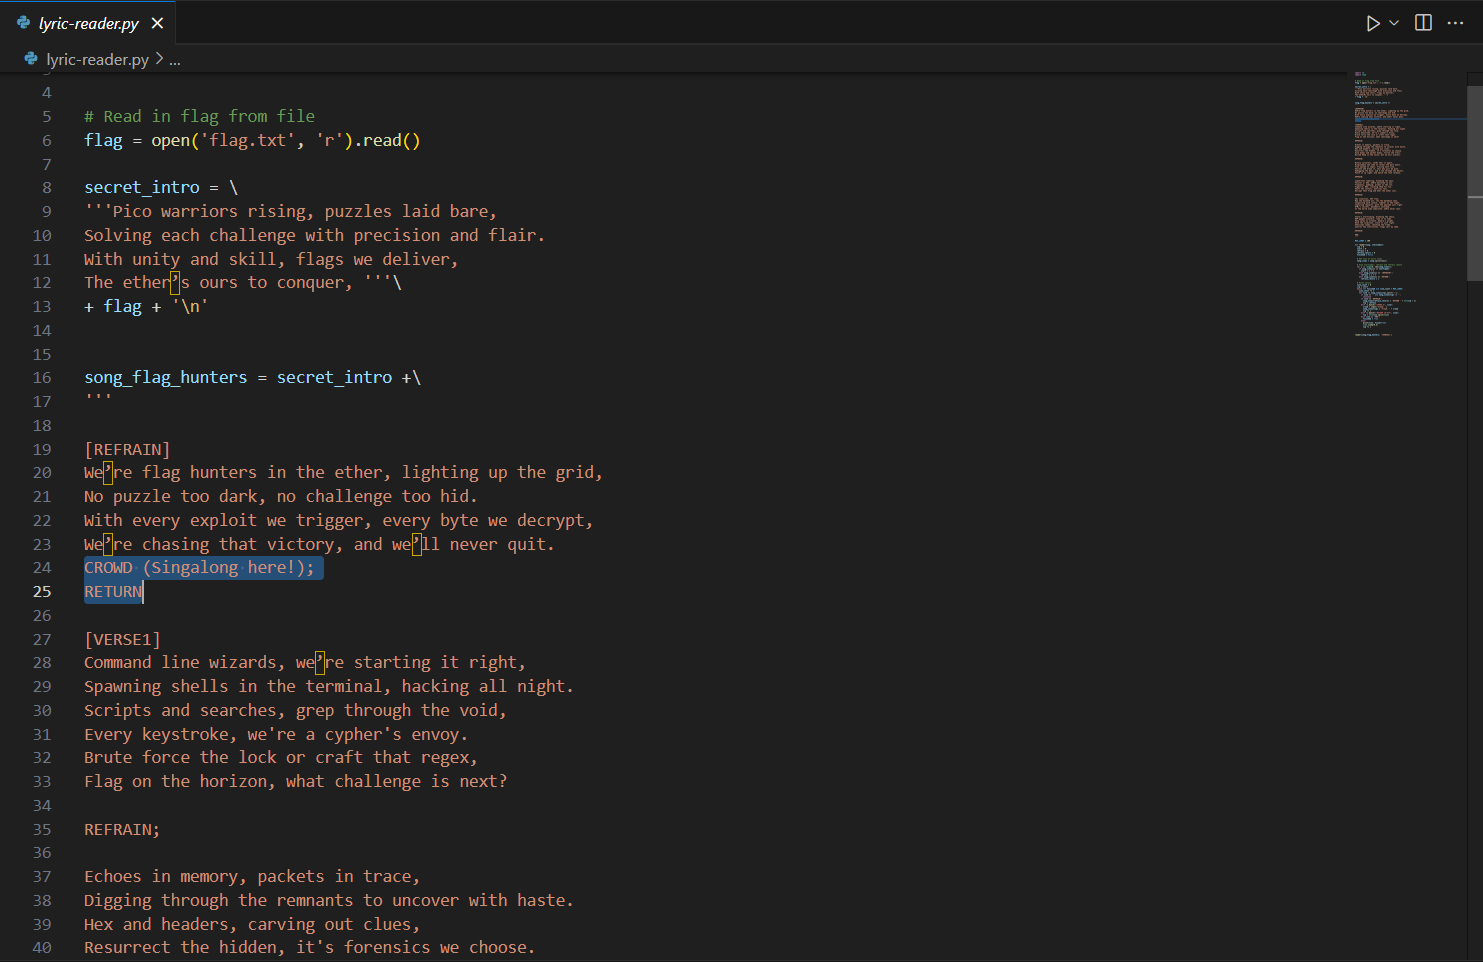 lyric-reader.py
lyric-reader.py > ...
4
5 # Read in flag from file
6 flag = open('flag.txt', 'r').read()
7
8 secret_intro = \
9 '''Pico warriors rising, puzzles laid bare,
10 Solving each challenge with precision and flair.
11 With unity and skill, flags we deliver,
12 The ether’s ours to conquer, '''\
13 + flag + '\n'
14
15
16 song_flag_hunters = secret_intro +\
17 '''
18
19 [REFRAIN]
20 We’re flag hunters in the ether, lighting up the grid,
21 No puzzle too dark, no challenge too hid.
22 With every exploit we trigger, every byte we decrypt,
23 We’re chasing that victory, and we’ll never quit.
24 CROWD (Singalong here!);
25 RETURN
26
27 [VERSE1]
28 Command line wizards, we’re starting it right,
29 Spawning shells in the terminal, hacking all night.
30 Scripts and searches, grep through the void,
31 Every keystroke, we're a cypher's envoy.
32 Brute force the lock or craft that regex,
33 Flag on the horizon, what challenge is next?
34
35 REFRAIN;
36
37 Echoes in memory, packets in trace,
38 Digging through the remnants to uncover with haste.
39 Hex and headers, carving out clues,
40 Resurrect the hidden, it's forensics we choose.